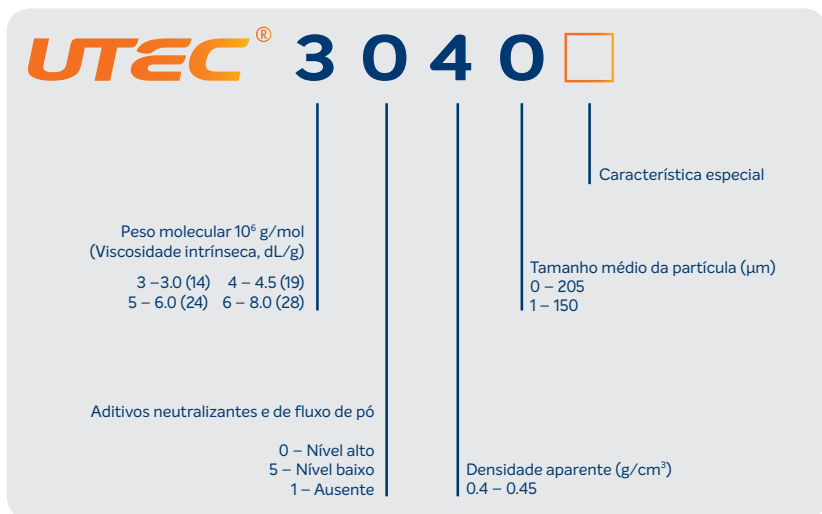 UTEC® 3 0 4 0
Característica especial
Peso molecular 10⁶ g/mol
(Viscosidade intrínseca, dL/g)
3 –3.0 (14) 4 – 4.5 (19)
5 – 6.0 (24) 6 – 8.0 (28)
Tamanho médio da partícula (μm)
0 – 205
1 – 150
Aditivos neutralizantes e de fluxo de pó
0 – Nível alto
5 – Nível baixo
1 – Ausente
Densidade aparente (g/cm³)
0.4 – 0.45